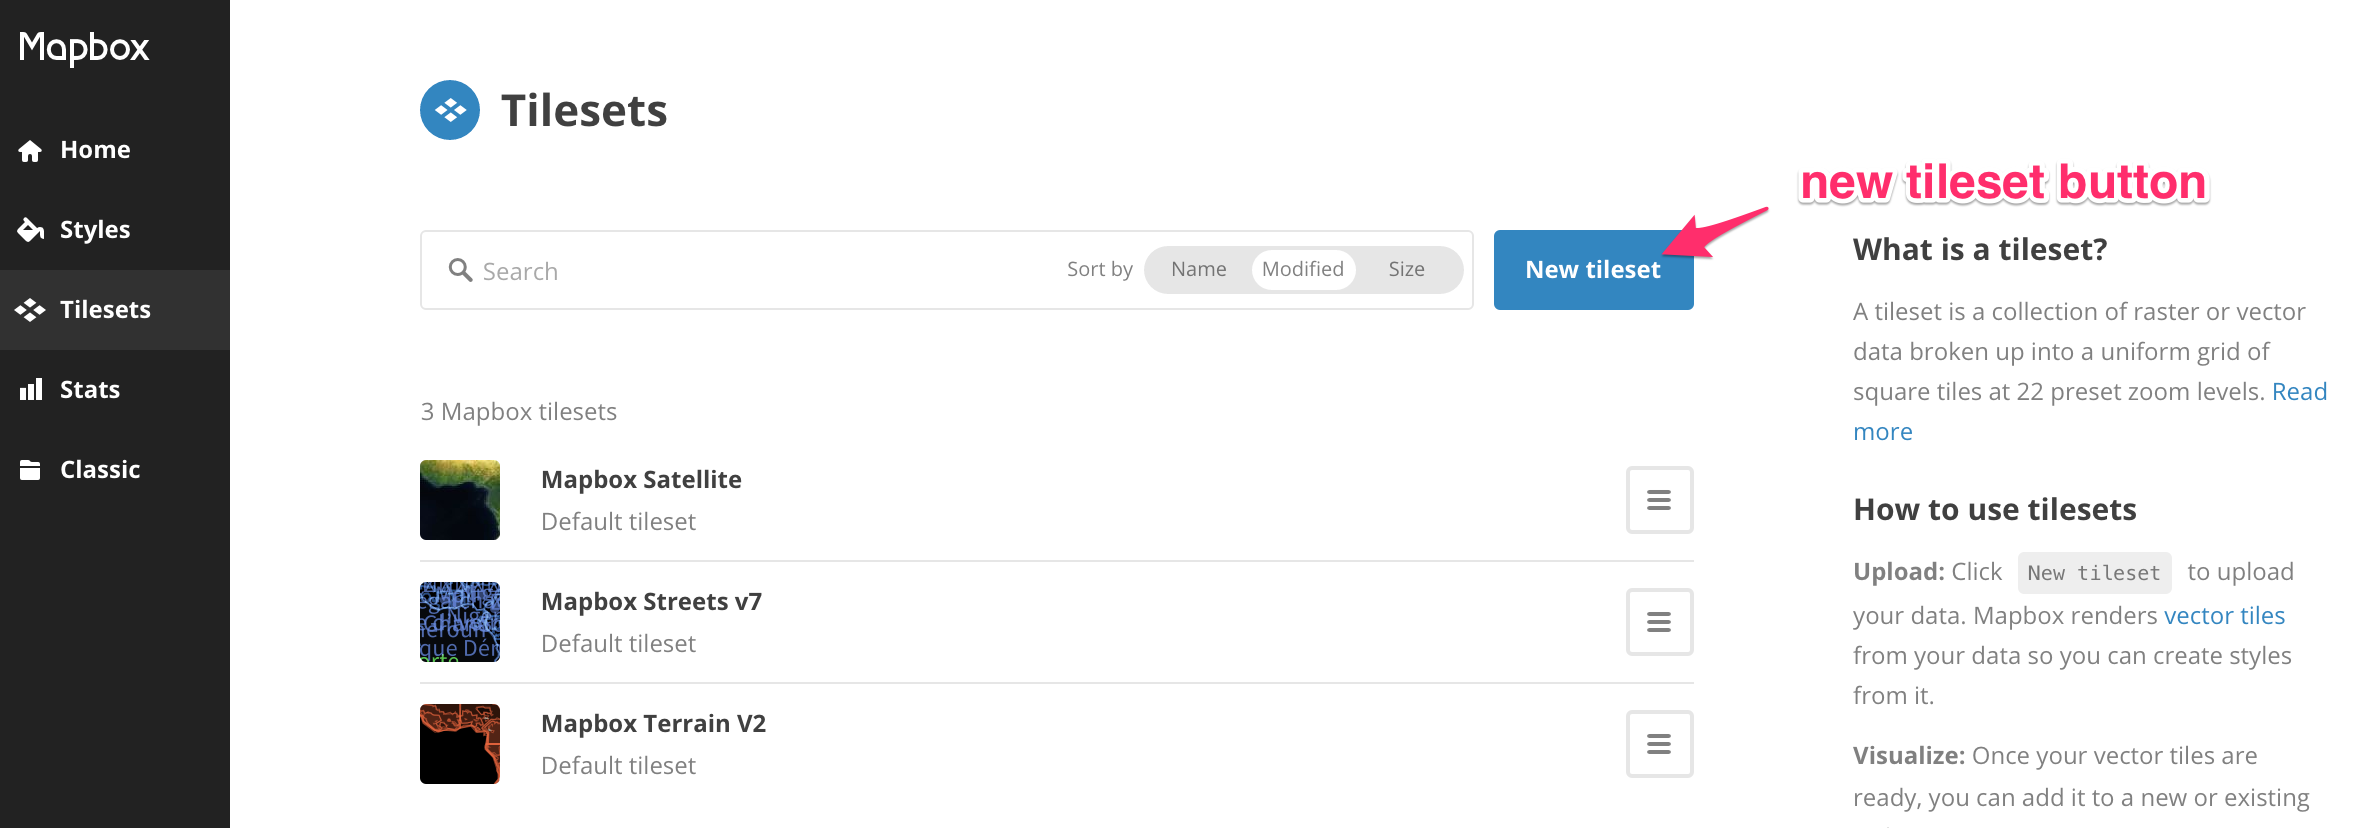 Mapbox
Home
Styles
Tilesets
Stats
Classic
Tilesets
Search
Sort by
Name
Modified
Size
New tileset
new tileset button
3 Mapbox tilesets
Mapbox Satellite
Default tileset
Mapbox Streets v7
Default tileset
Mapbox Terrain V2
Default tileset
What is a tileset?
A tileset is a collection of raster or vector
data broken up into a uniform grid of
square tiles at 22 preset zoom levels. Read
more
How to use tilesets
Upload: Click New tileset to upload
your data. Mapbox renders vector tiles
from your data so you can create styles
from it.
Visualize: Once your vector tiles are
ready, you can add it to a new or existing